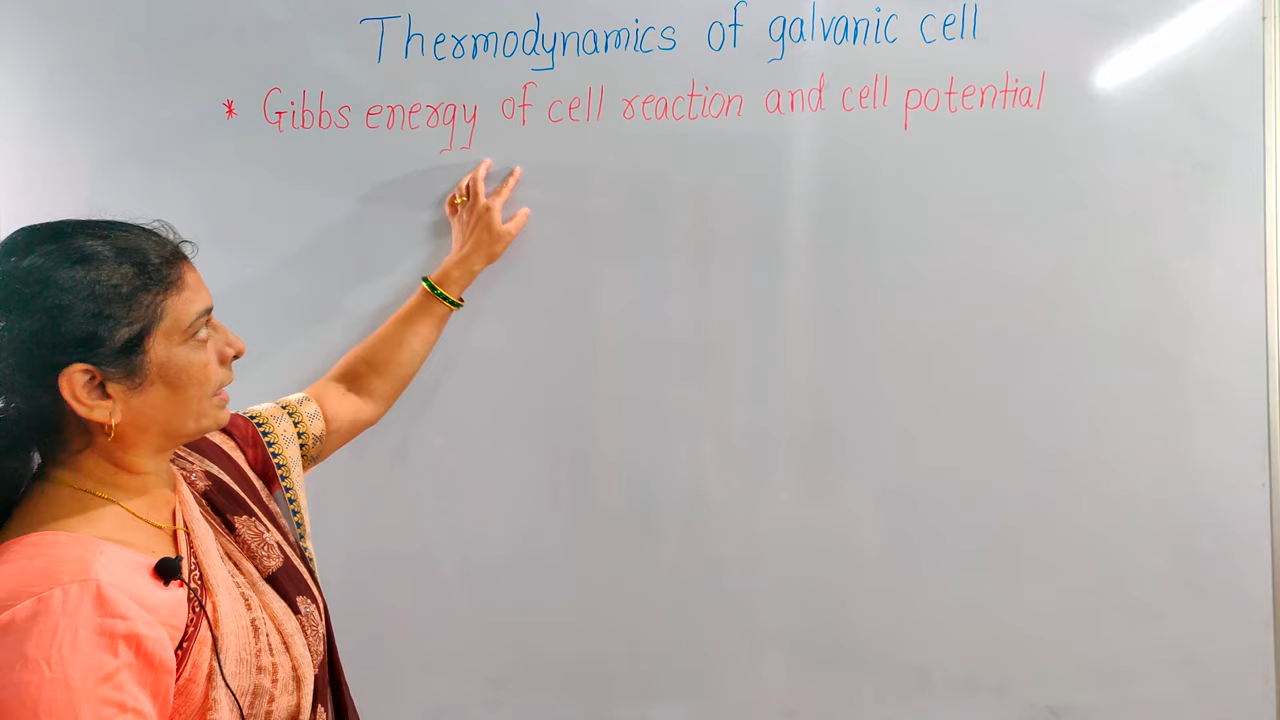 Thermodynamics of galvanic cell
* Gibbs energy of cell reaction and cell potential